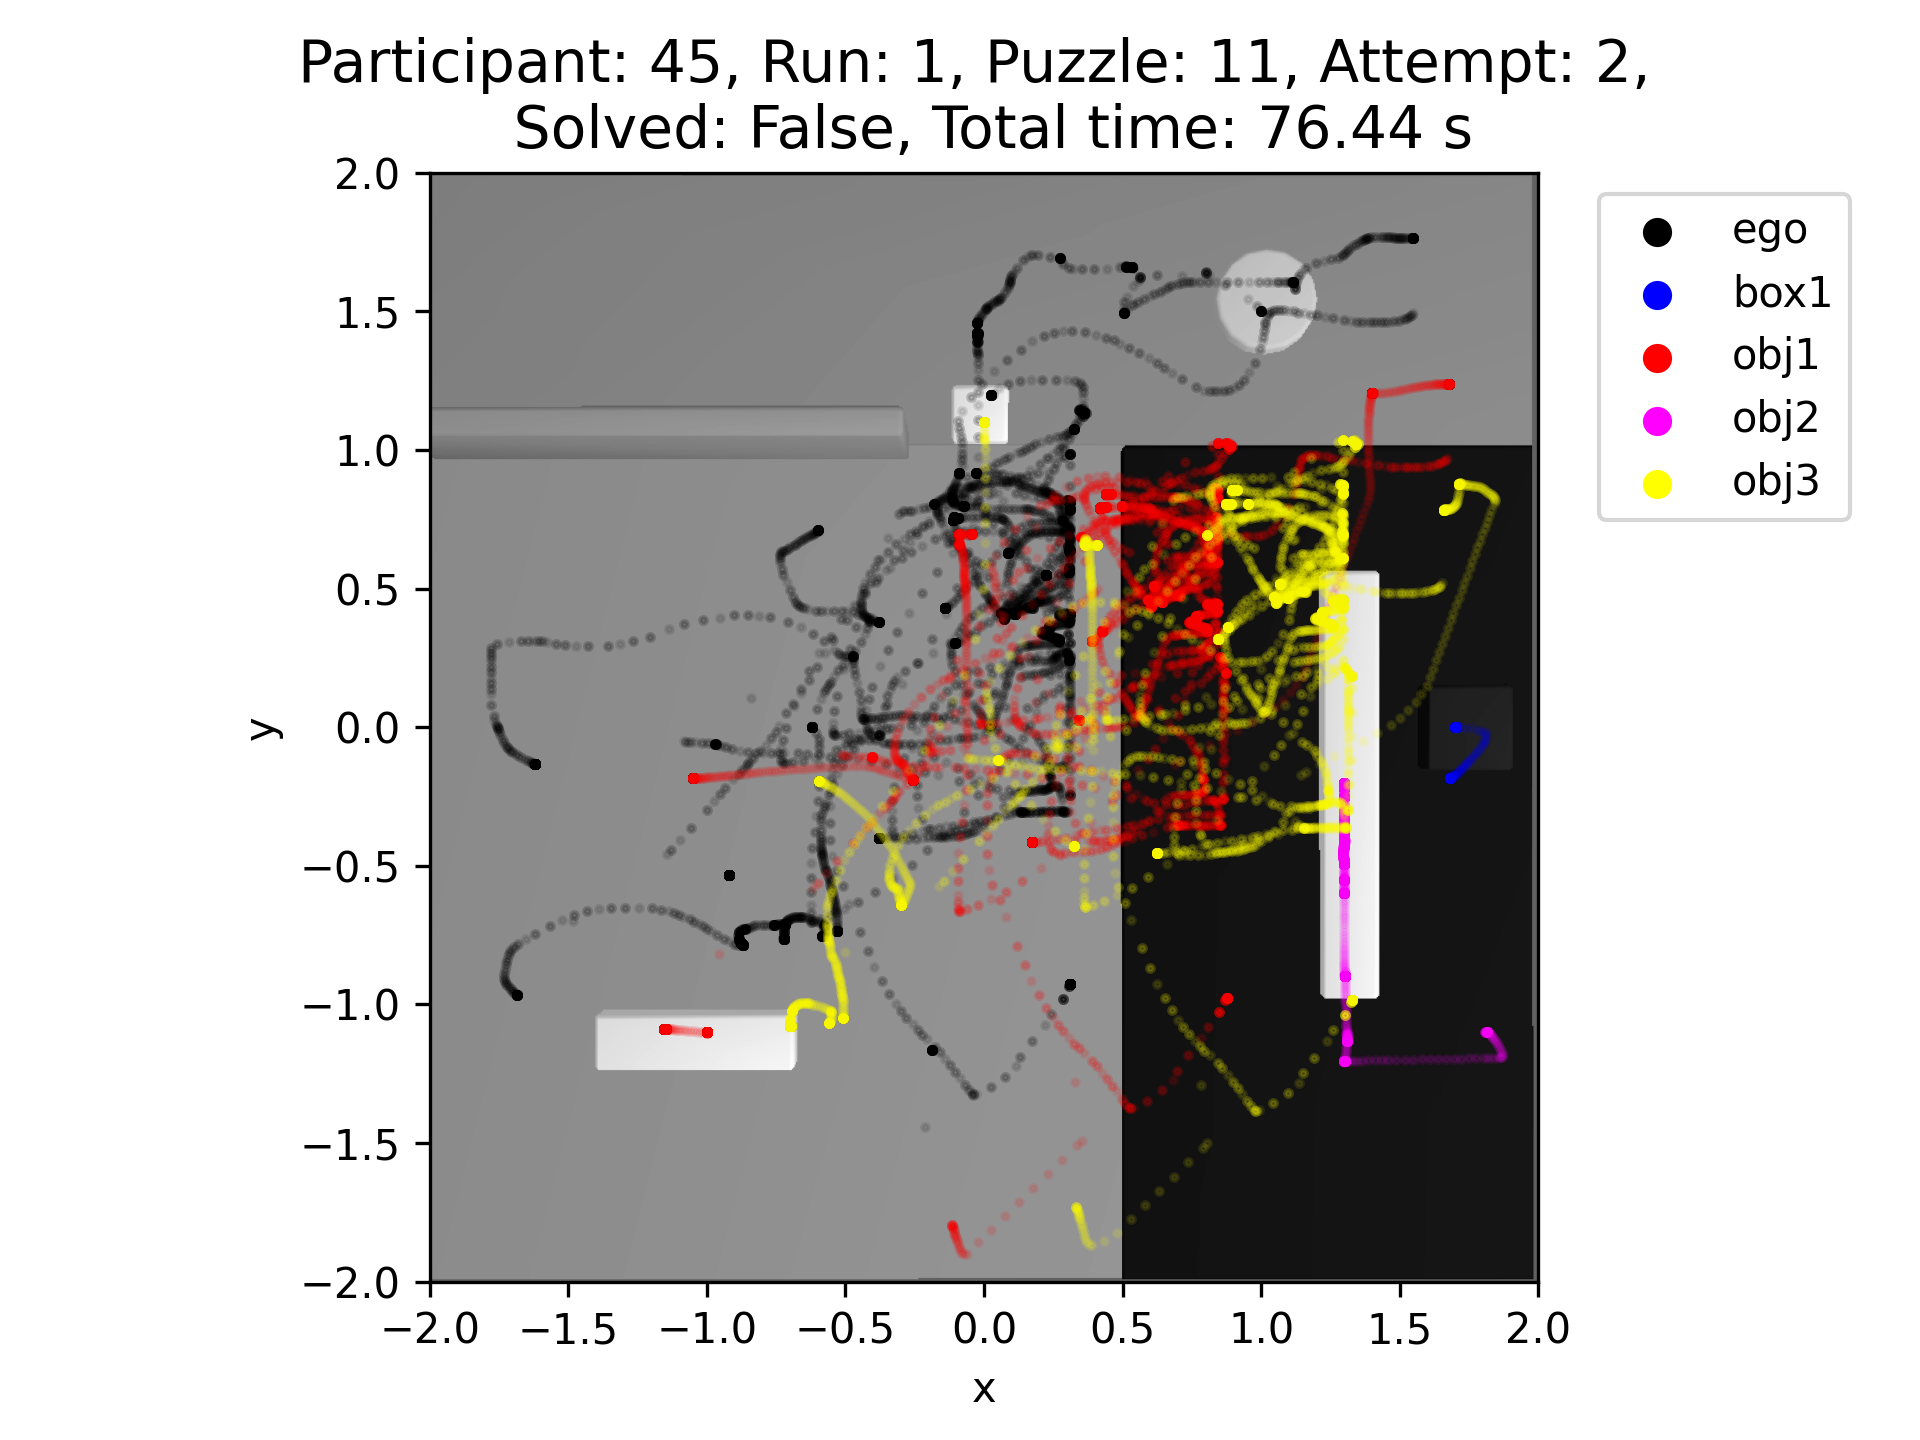 Participant: 45, Run: 1, Puzzle: 11, Attempt: 2,
Solved: False, Total time: 76.44 s
ego
box1
obj1
obj2
obj3
2.0
1.5
1.0
0.5
0.0
−0.5
−1.0
−1.5
−2.0
y
−2.0 −1.5 −1.0 −0.5 0.0 0.5 1.0 1.5 2.0
x